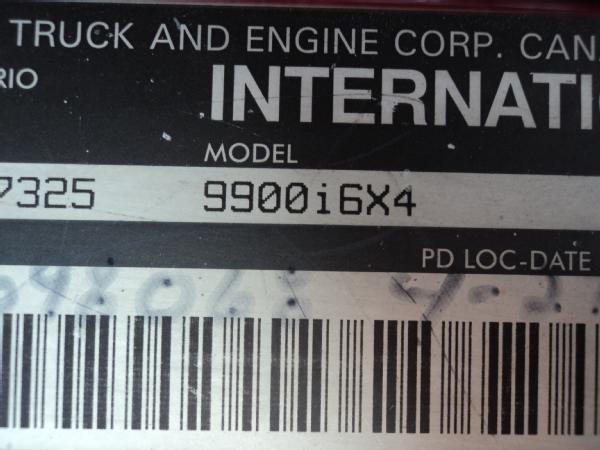 TRUCK AND ENGINE CORP. CAN
RIO INTERNATI
MODEL
7325 9900i6X4
PD LOC-DATE